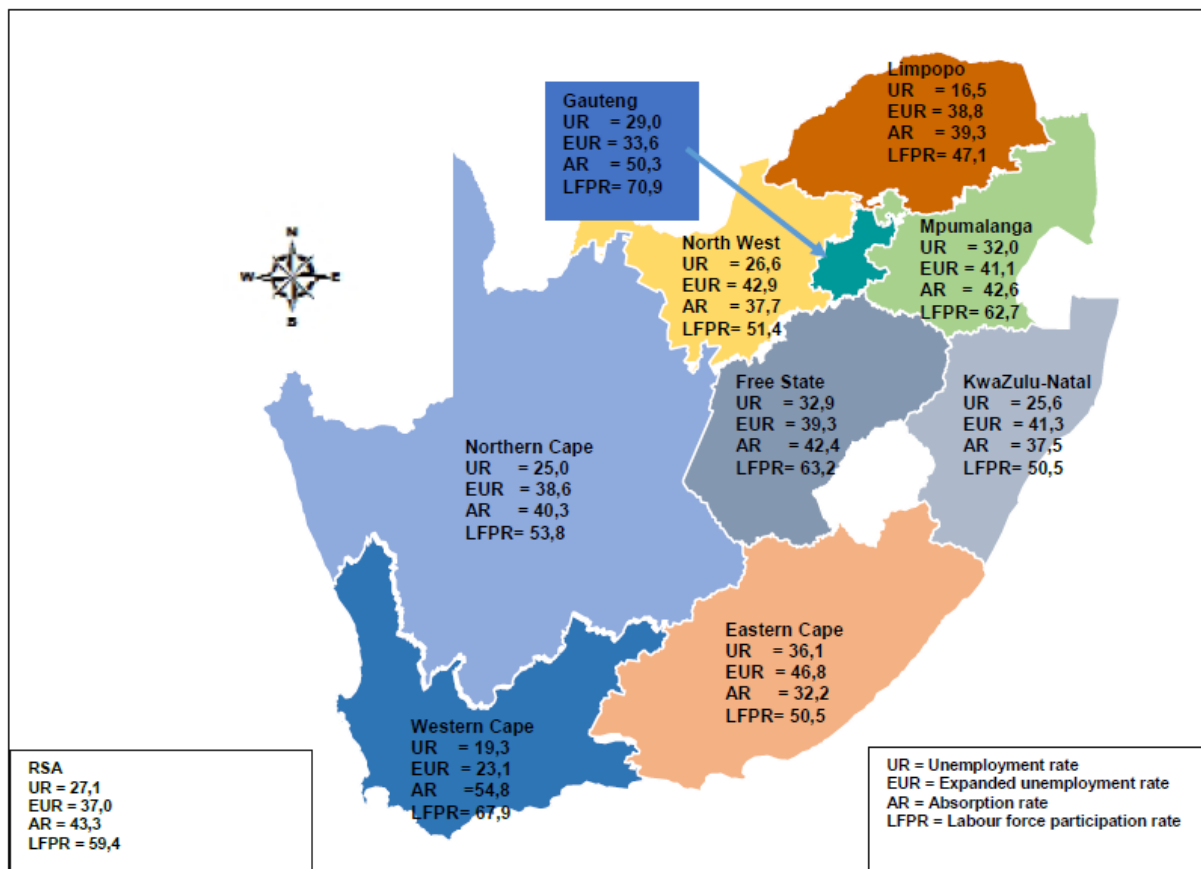 Limpopo
UR = 16,5
EUR = 38,8
AR = 39,3
LFPR= 47,1
Gauteng
UR = 29,0
EUR = 33,6
AR = 50,3
LFPR= 70,9
N
W E
S
North West
UR = 26,6
EUR = 42,9
AR = 37,7
LFPR= 51,4
Mpumalanga
UR = 32,0
EUR = 41,1
AR = 42,6
LFPR= 62,7
Free State
UR = 32,9
EUR = 39,3
AR = 42,4
LFPR= 63,2
KwaZulu-Natal
UR = 25,6
EUR = 41,3
AR = 37,5
LFPR= 50,5
Northern Cape
UR = 25,0
EUR = 38,6
AR = 40,3
LFPR= 53,8
Eastern Cape
UR = 36,1
EUR = 46,8
AR = 32,2
LFPR= 50,5
Western Cape
UR = 19,3
EUR = 23,1
AR =54,8
LFPR= 67,9
RSA
UR = 27,1
EUR = 37,0
AR = 43,3
LFPR = 59,4
UR = Unemployment rate
EUR = Expanded unemployment rate
AR = Absorption rate
LFPR = Labour force participation rate